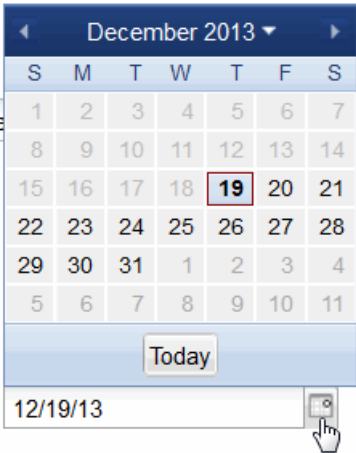 December 2013
S M T W T F S
1 2 3 4 5 6 7
8 9 10 11 12 13 14
15 16 17 18 19 20 21
22 23 24 25 26 27 28
29 30 31 1 2 3 4
5 6 7 8 9 10 11
Today
12/19/13